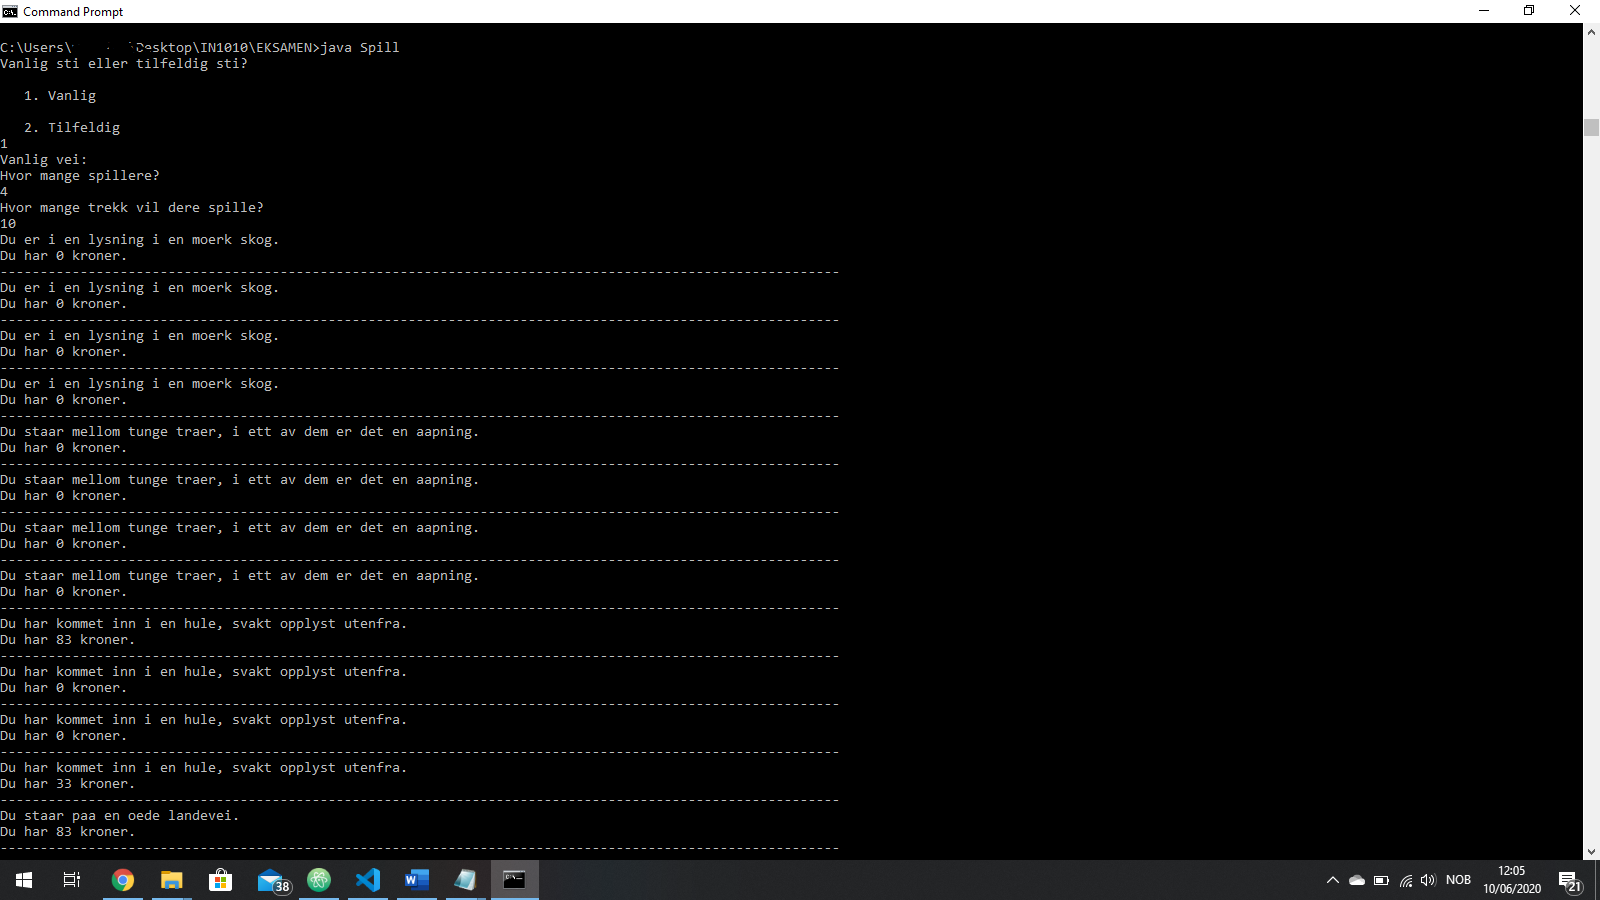 Command Prompt
C:\Users\ \Desktop\IN1010\EKSAMEN>java Spill
Vanlig sti eller tilfeldig sti?
1. Vanlig
2. Tilfeldig
1
Vanlig vei:
Hvor mange spillere?
4
Hvor mange trekk vil dere spille?
10
Du er i en lysning i en moerk skog.
Du har 0 kroner.
---------------------------------------------------------------------------------------------------------
Du er i en lysning i en moerk skog.
Du har 0 kroner.
---------------------------------------------------------------------------------------------------------
Du er i en lysning i en moerk skog.
Du har 0 kroner.
---------------------------------------------------------------------------------------------------------
Du er i en lysning i en moerk skog.
Du har 0 kroner.
---------------------------------------------------------------------------------------------------------
Du staar mellom tunge traer, i ett av dem er det en aapning.
Du har 0 kroner.
---------------------------------------------------------------------------------------------------------
Du staar mellom tunge traer, i ett av dem er det en aapning.
Du har 0 kroner.
---------------------------------------------------------------------------------------------------------
Du staar mellom tunge traer, i ett av dem er det en aapning.
Du har 0 kroner.
---------------------------------------------------------------------------------------------------------
Du staar mellom tunge traer, i ett av dem er det en aapning.
Du har 0 kroner.
---------------------------------------------------------------------------------------------------------
Du har kommet inn i en hule, svakt opplyst utenfra.
Du har 83 kroner.
---------------------------------------------------------------------------------------------------------
Du har kommet inn i en hule, svakt opplyst utenfra.
Du har 0 kroner.
---------------------------------------------------------------------------------------------------------
Du har kommet inn i en hule, svakt opplyst utenfra.
Du har 0 kroner.
---------------------------------------------------------------------------------------------------------
Du har kommet inn i en hule, svakt opplyst utenfra.
Du har 33 kroner.
---------------------------------------------------------------------------------------------------------
Du staar paa en oede landevei.
Du har 83 kroner.
---------------------------------------------------------------------------------------------------------
38
NOB
12:05
10/06/2020
21